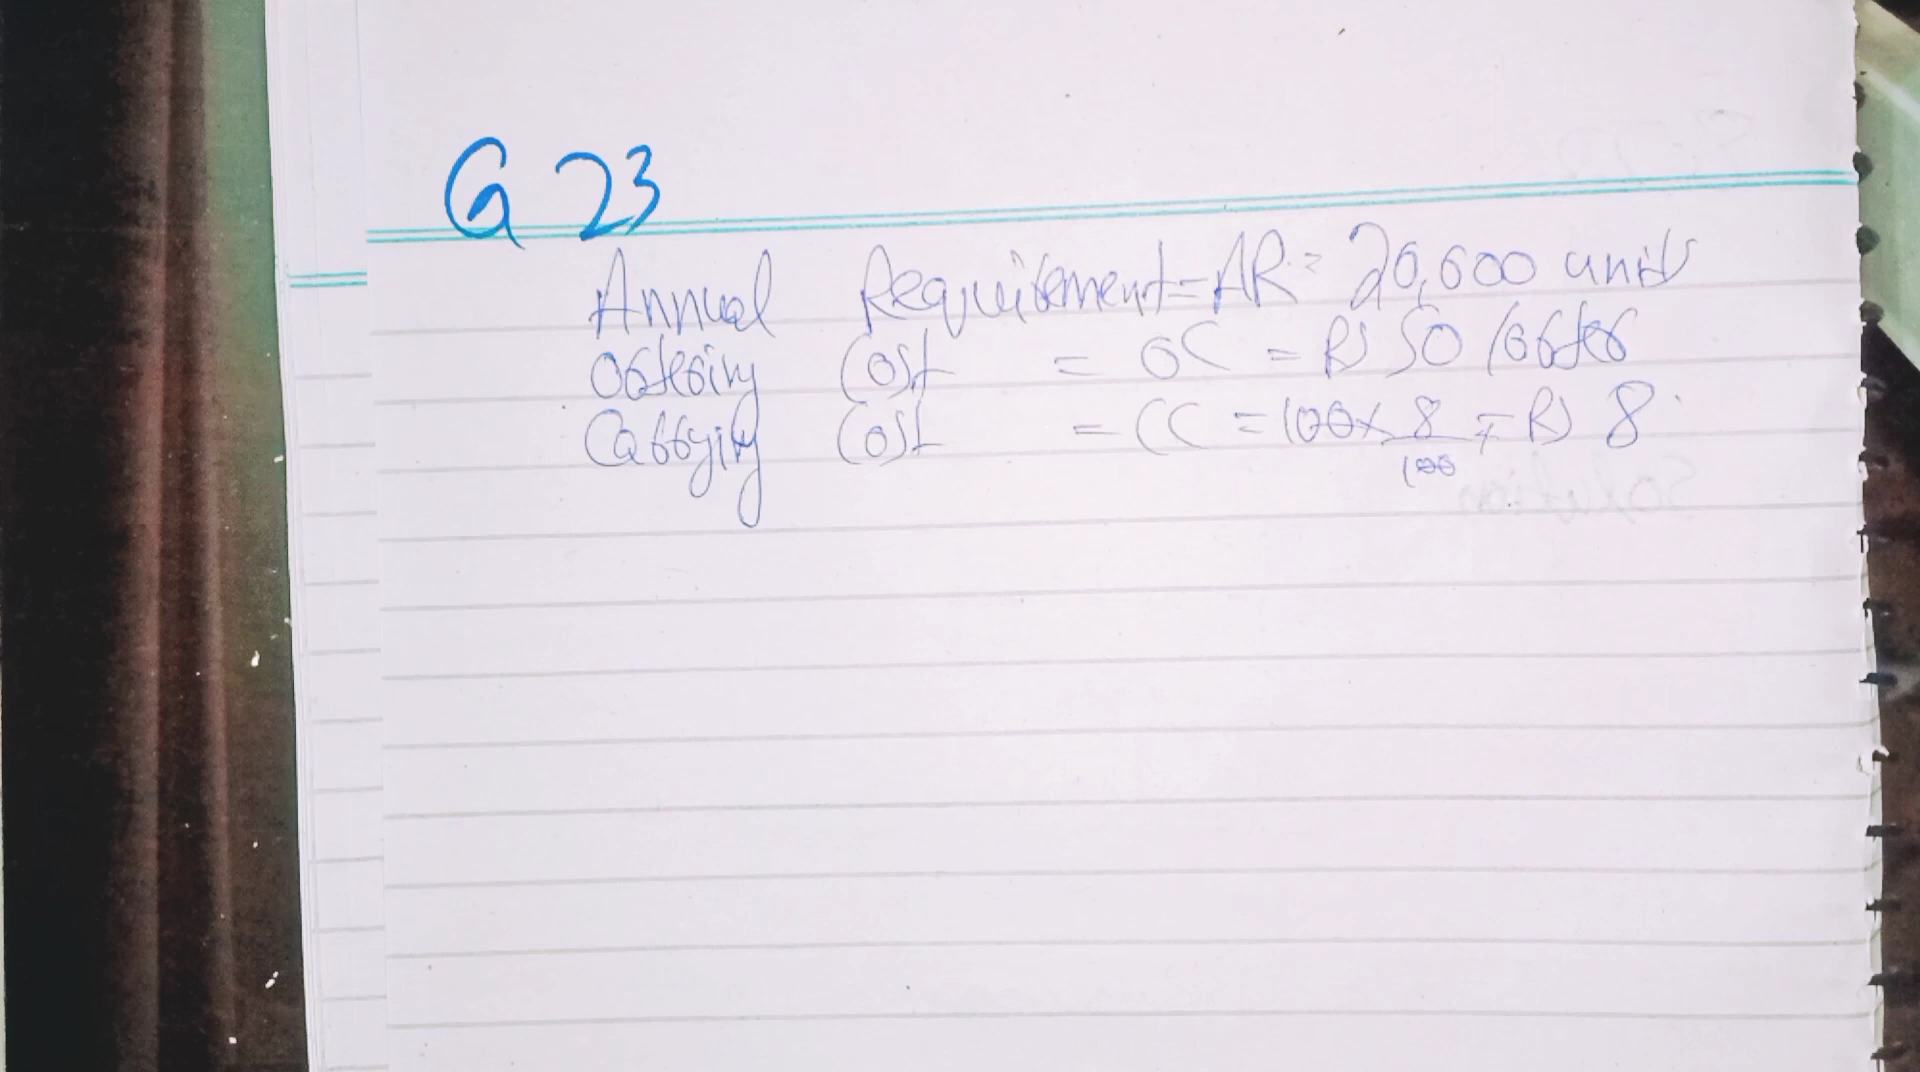 Q 23
Annual Requirement = AR = 20,000 units
Ordering Cost = OC = Rs 50 /order
Carrying Cost = CC = 100 x 8/100 = Rs 8